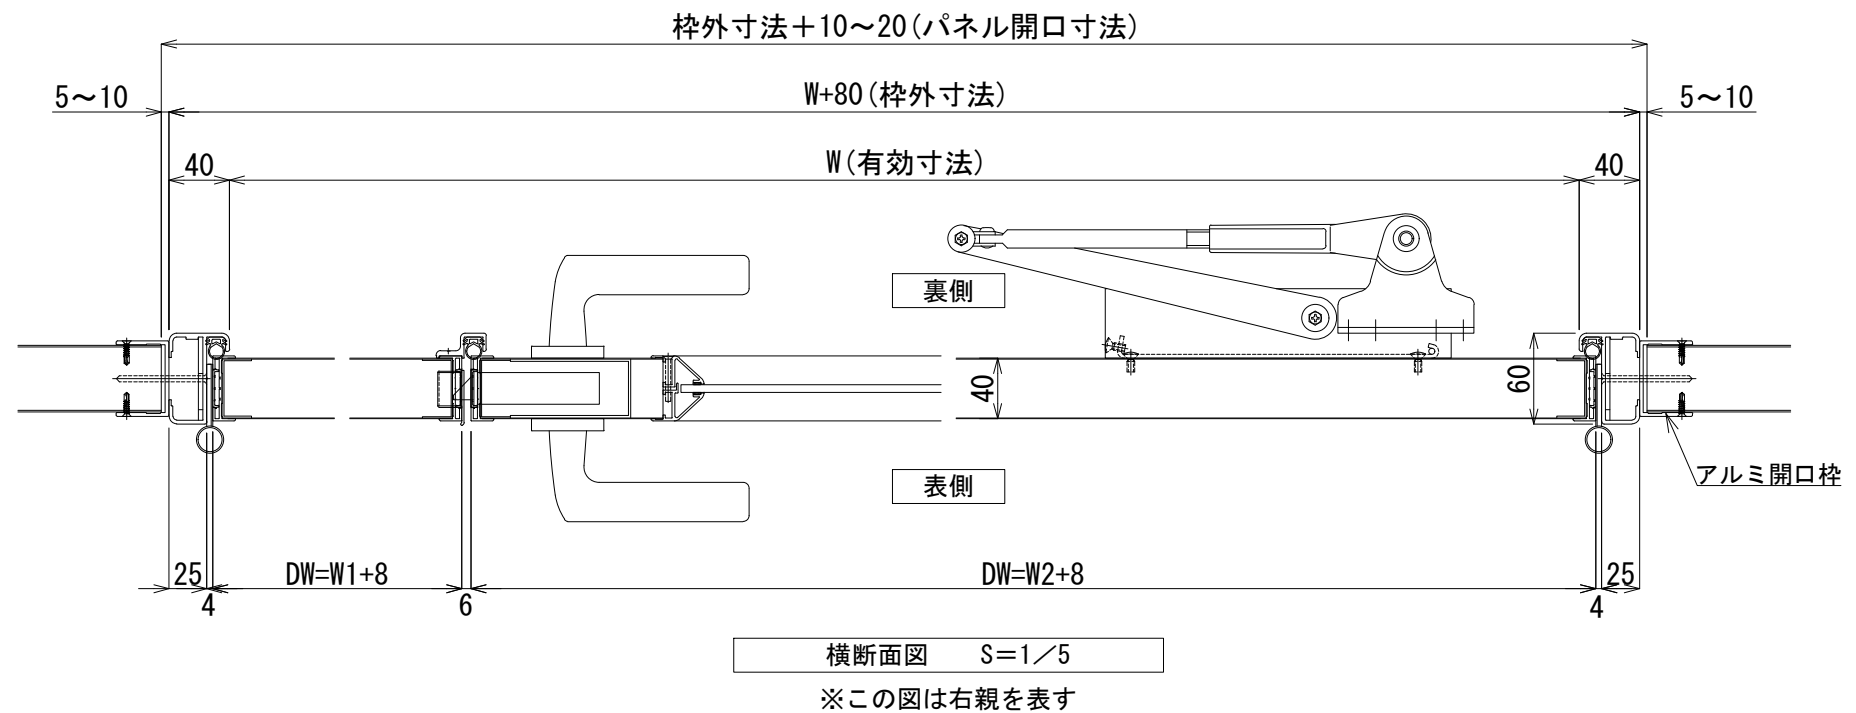 枠外寸法＋10～20(パネル開口寸法)
5～10
W+80(枠外寸法)
5～10
40
W(有効寸法)
40
裏側
40
60
表側
アルミ開口枠
25
4
DW=W1+8
6
DW=W2+8
4
25
横断面図 S＝1／5
※この図は右親を表す